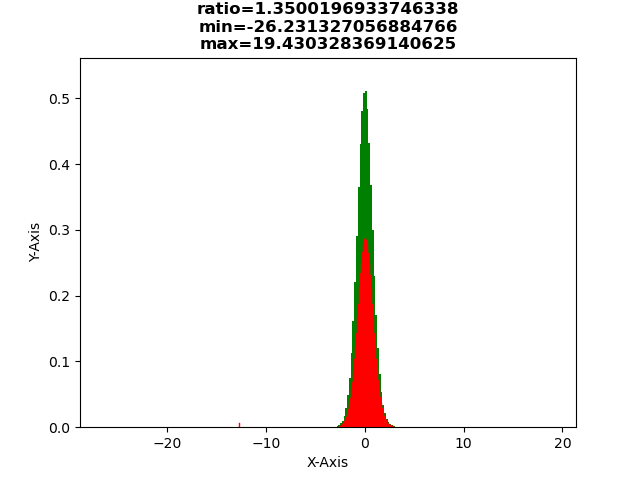 ratio=1.3500196933746338
min=-26.231327056884766
max=19.430328369140625
0.5
0.4
0.3
0.2
0.1
0.0
Y-Axis
−20
−10
0
10
20
X-Axis